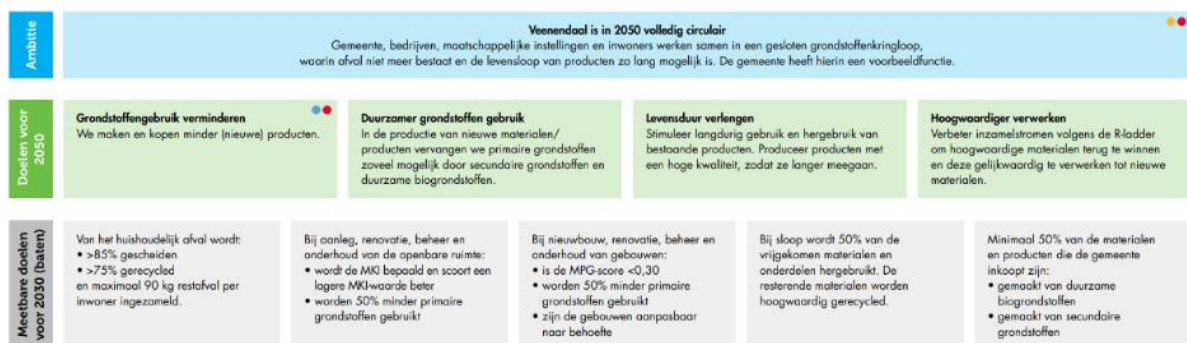 Ambitie
Veenendaal is in 2050 volledig circulair
Gemeente, bedrijven, maatschappelijke instellingen en inwoners werken samen in een gesloten grondstoffenkringloop,
waarin afval niet meer bestaat en de levensloop van producten zo lang mogelijk is. De gemeente heeft hierin een voorbeeldfunctie.
Doelen voor
2050
Grondstoffengebruik verminderen
We maken en kopen minder (nieuwe) producten.
Duurzamer grondstoffen gebruik
In de productie van nieuwe materialen/
producten vervangen we primaire grondstoffen
zoveel mogelijk door secundaire grondstoffen en
duurzame biogrondstoffen.
Levensduur verlengen
Stimuleer langdurig gebruik en hergebruik van
bestaande producten. Produceer producten met
een hoge kwaliteit, zodat ze langer meegaan.
Hoogwaardiger verwerken
Verbeter inzamelstromen volgens de R-ladder
om hoogwaardige materialen terug te winnen
en deze gelijkwaardig te verwerken tot nieuwe
materialen.
Meetbare doelen
voor 2030 (baten)
Van het huishoudelijk afval wordt:
• >85% gescheiden
• >75% gerecycled
en maximaal 90 kg restafval per
inwoner ingezameld.
Bij aanleg, renovatie, beheer en
onderhoud van de openbare ruimte:
• wordt de MKI bepaald en scoort een
lagere MKI-waarde beter
• worden 50% minder primaire
grondstoffen gebruikt
Bij nieuwbouw, renovatie, beheer en
onderhoud van gebouwen:
• is de MPG-score <0,30
• worden 50% minder primaire
grondstoffen gebruikt
• zijn de gebouwen aanpasbaar
naar behoefte
Bij sloop wordt 50% van de
vrijgekomen materialen en
onderdelen hergebruikt. De
resterende materialen worden
hoogwaardig gerecycled.
Minimaal 50% van de materialen
en producten die de gemeente
inkoopt zijn:
• gemaakt van duurzame
biogrondstoffen
• gemaakt van secundaire
grondstoffen